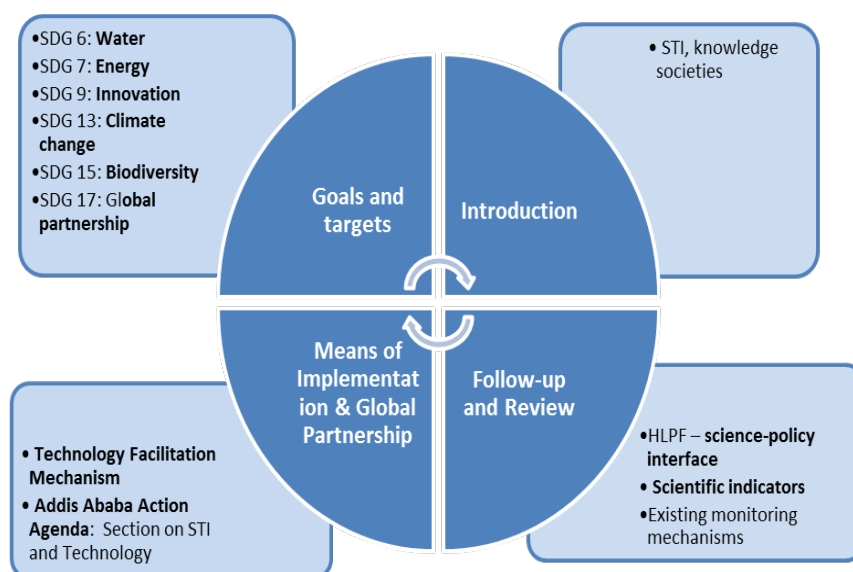 •SDG 6: Water
•SDG 7: Energy
•SDG 9: Innovation
•SDG 13: Climate
change
•SDG 15: Biodiversity
•SDG 17: Global
partnership
• STI, knowledge
societies
Goals and
targets
Introduction
Means of
Implementat
ion & Global
Partnership
Follow-up
and Review
• Technology Facilitation
Mechanism
• Addis Ababa Action
Agenda: Section on STI
and Technology
•HLPF – science-policy
interface
• Scientific indicators
•Existing monitoring
mechanisms